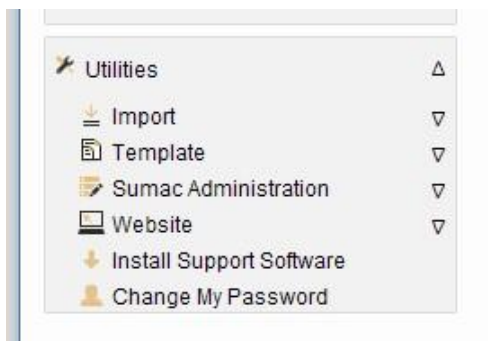 Utilities
Import
Template
Sumac Administration
Website
Install Support Software
Change My Password